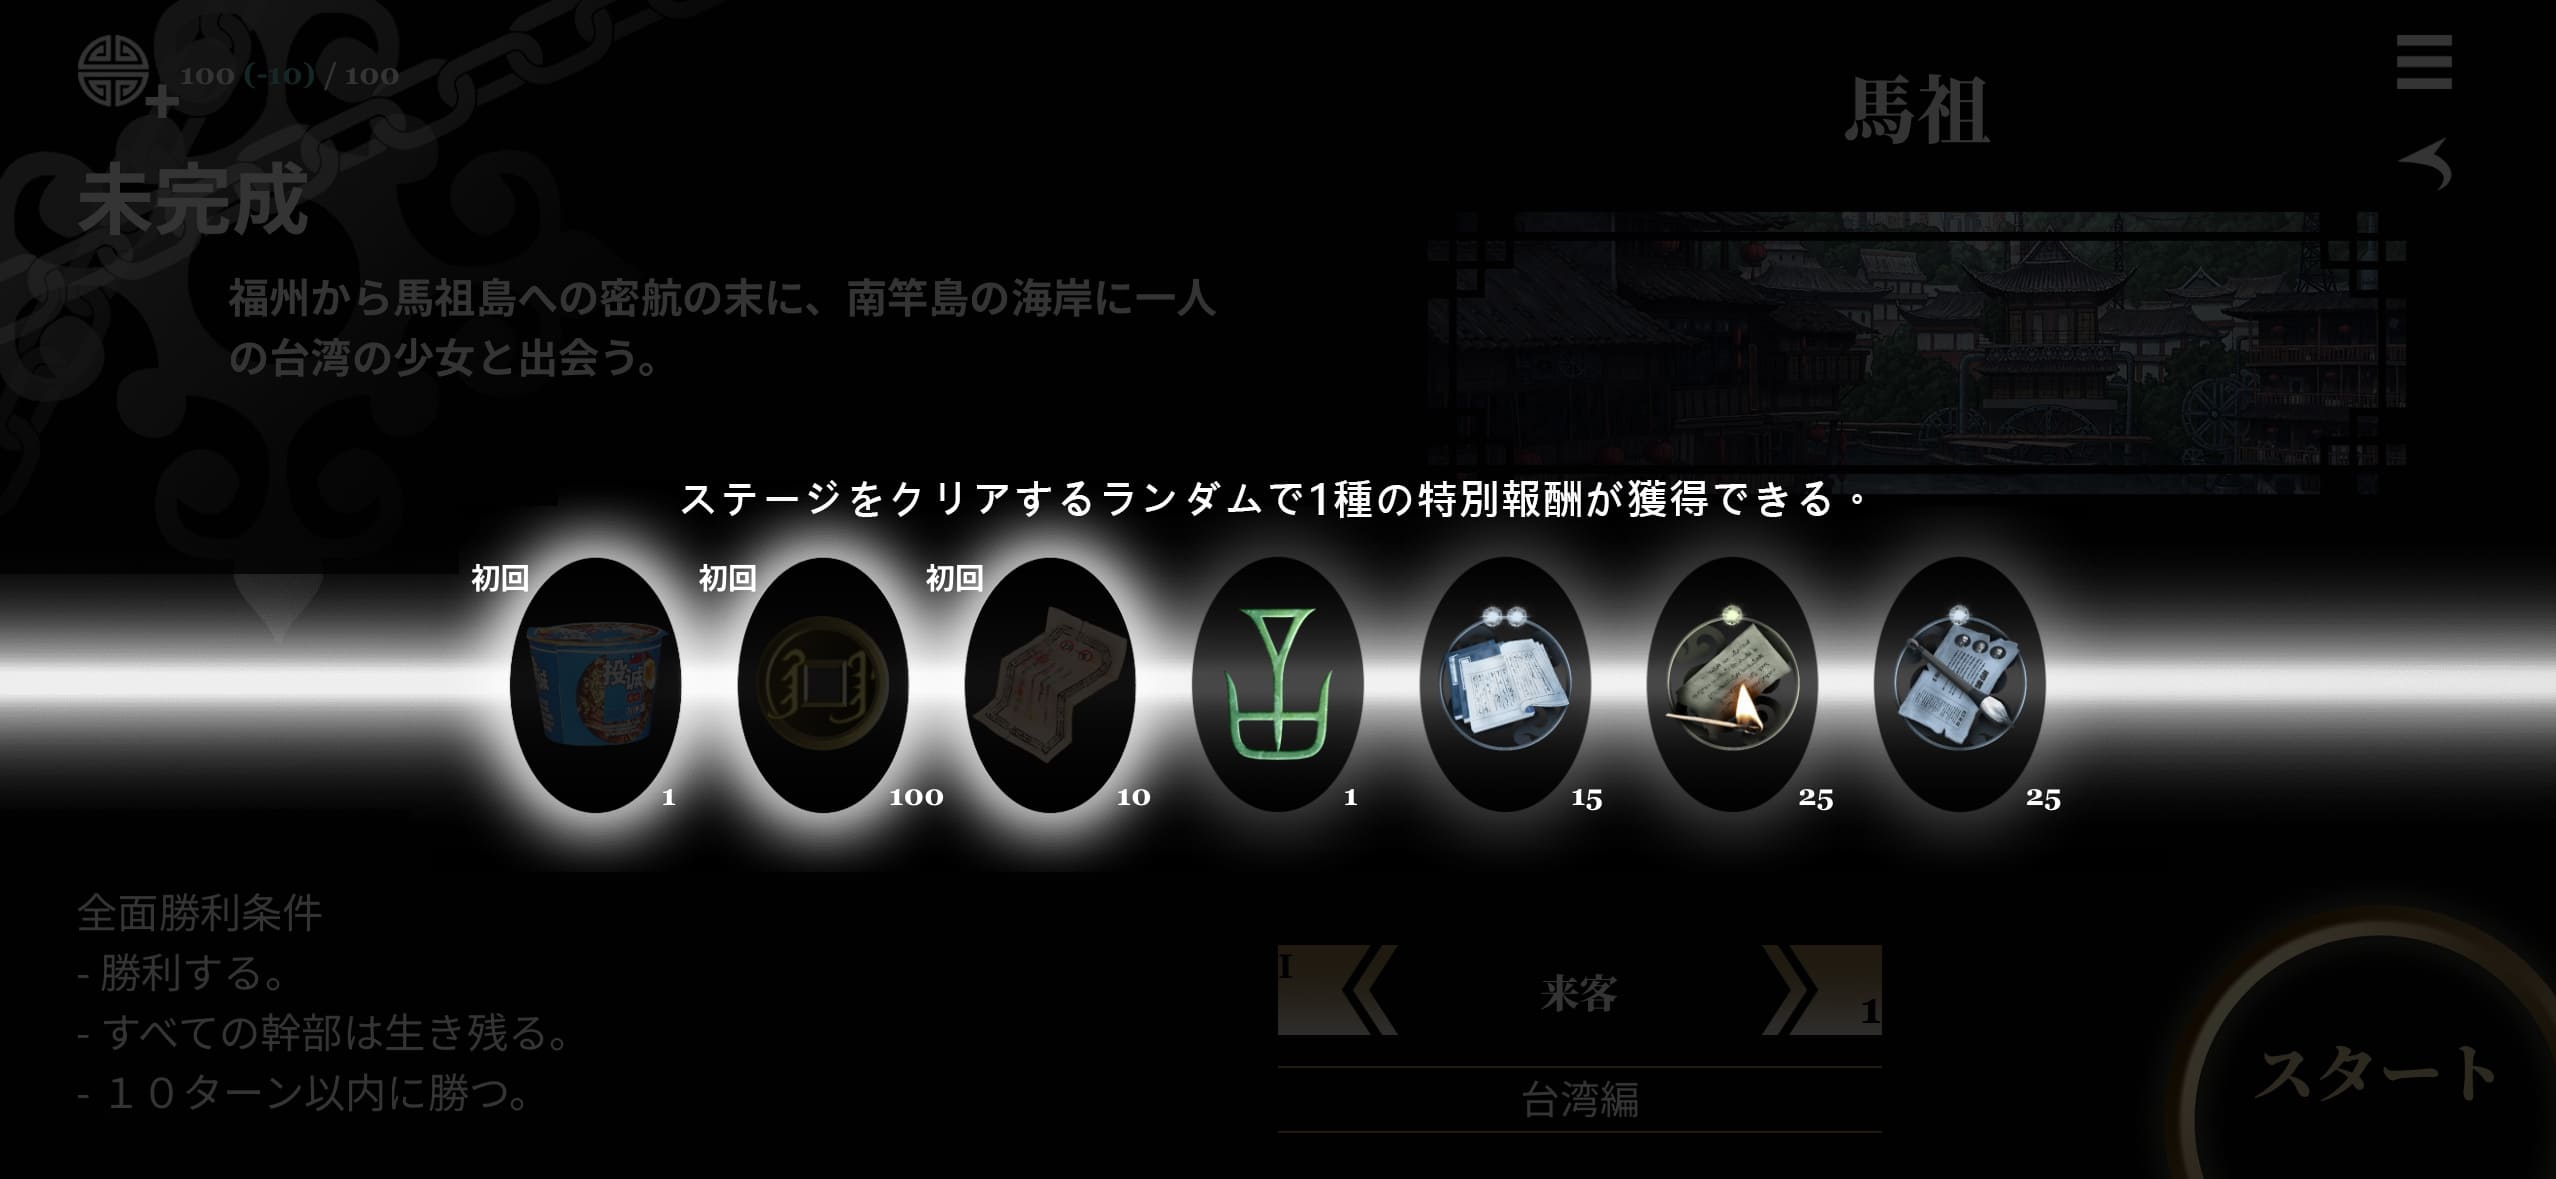 100 (-10) / 100
馬祖
未完成
福州から馬祖島への密航の末に、南竿島の海岸に一人
の台湾の少女と出会う。
ステージをクリアするランダムで1種の特別報酬が獲得できる。
初回
初回
初回
投誠
1
100
10
1
15
25
25
全面勝利条件
- 勝利する。
- すべての幹部は生き残る。
- １０ターン以内に勝つ。
I
来客
1
台湾編
スタート